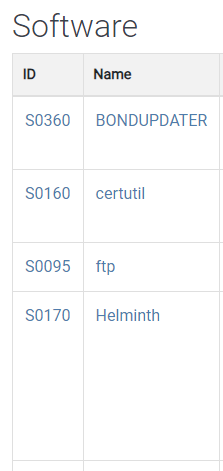 Software
ID Name
S0360 BONDUPDATER
S0160 certutil
S0095 ftp
S0170 Helminth